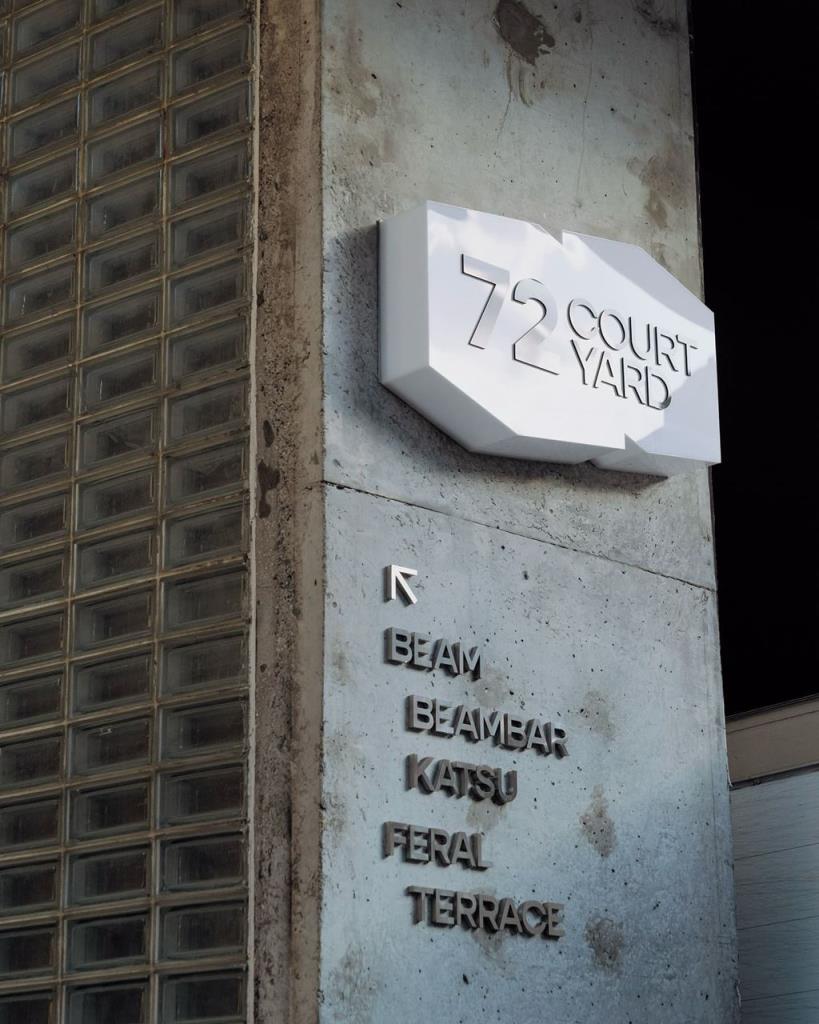 72 COURT
YARD
BEAM
BEAMBAR
KATSU
FERAL
TERRACE